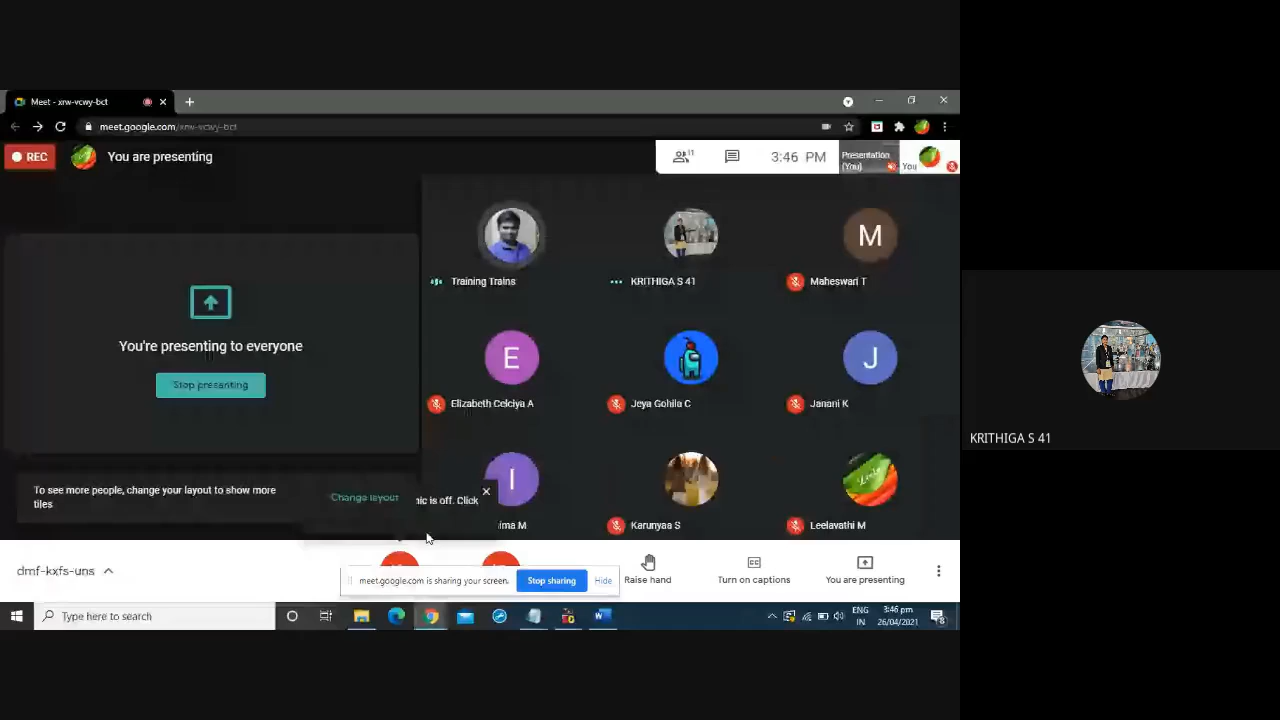 Meet - xrw-vcwy-bct
meet.google.com/xrw-vcwy-bct
REC
You are presenting
11
3:46 PM
Presentation
(You)
You
Training Trains
KRITHIGA S 41
M
Maheswari T
You're presenting to everyone
Stop presenting
E
Elizabeth Celciya A
Jeya Gohila C
J
Janani K
KRITHIGA S 41
To see more people, change your layout to show more
tiles
Change layout
is off. Click
I
M
Karunyaa S
Leelavathi M
dmf-kxfs-uns
meet.google.com is sharing your screen.
Stop sharing
Hide
Raise hand
Turn on captions
You are presenting
Type here to search
ENG
IN
3:46 pm
26/04/2021